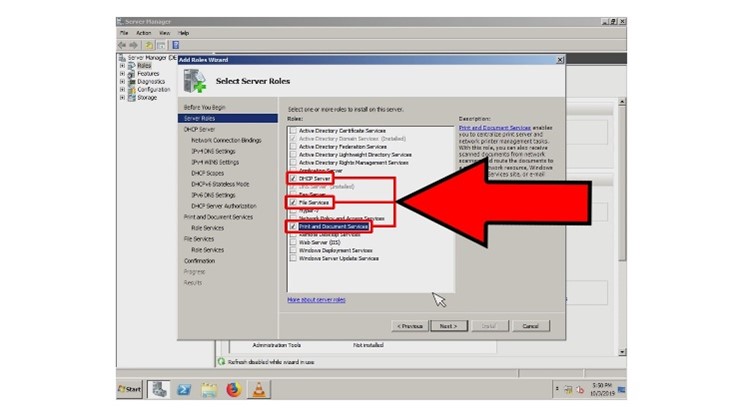 Server Manager
File Action View Help
Server Manager (DE
Roles
Features
Diagnostics
Configuration
Storage
Add Roles Wizard
Select Server Roles
Before You Begin
Server Roles
DHCP Server
Network Connection Bindings
IPv4 DNS Settings
IPv4 WINS Settings
DHCP Scopes
DHCPv6 Stateless Mode
IPv6 DNS Settings
DHCP Server Authorization
Print and Document Services
Role Services
File Services
Role Services
Confirmation
Progress
Results
Select one or more roles to install on this server.
Roles:
Active Directory Certificate Services
Active Directory Domain Services (Installed)
Active Directory Federation Services
Active Directory Lightweight Directory Services
Active Directory Rights Management Services
Application Server
DHCP Server
DNS Server (Installed)
File Services
Network Policy and Access Services
Print and Document Services
Remote Desktop Services
Web Server (IIS)
Windows Deployment Services
Windows Server Update Services
More about server roles
Description:
Print and Document Services enables
you to centralize print server and
network printer management tasks.
With this role, you can also receive
scanned documents from network
scanners and route the documents to
network resource, Windows
Services site, or e-mail
< Previous Next > Install Cancel
Administration Tools Not installed
Refresh disabled while wizard in use
Start
5:50 PM
10/3/2019